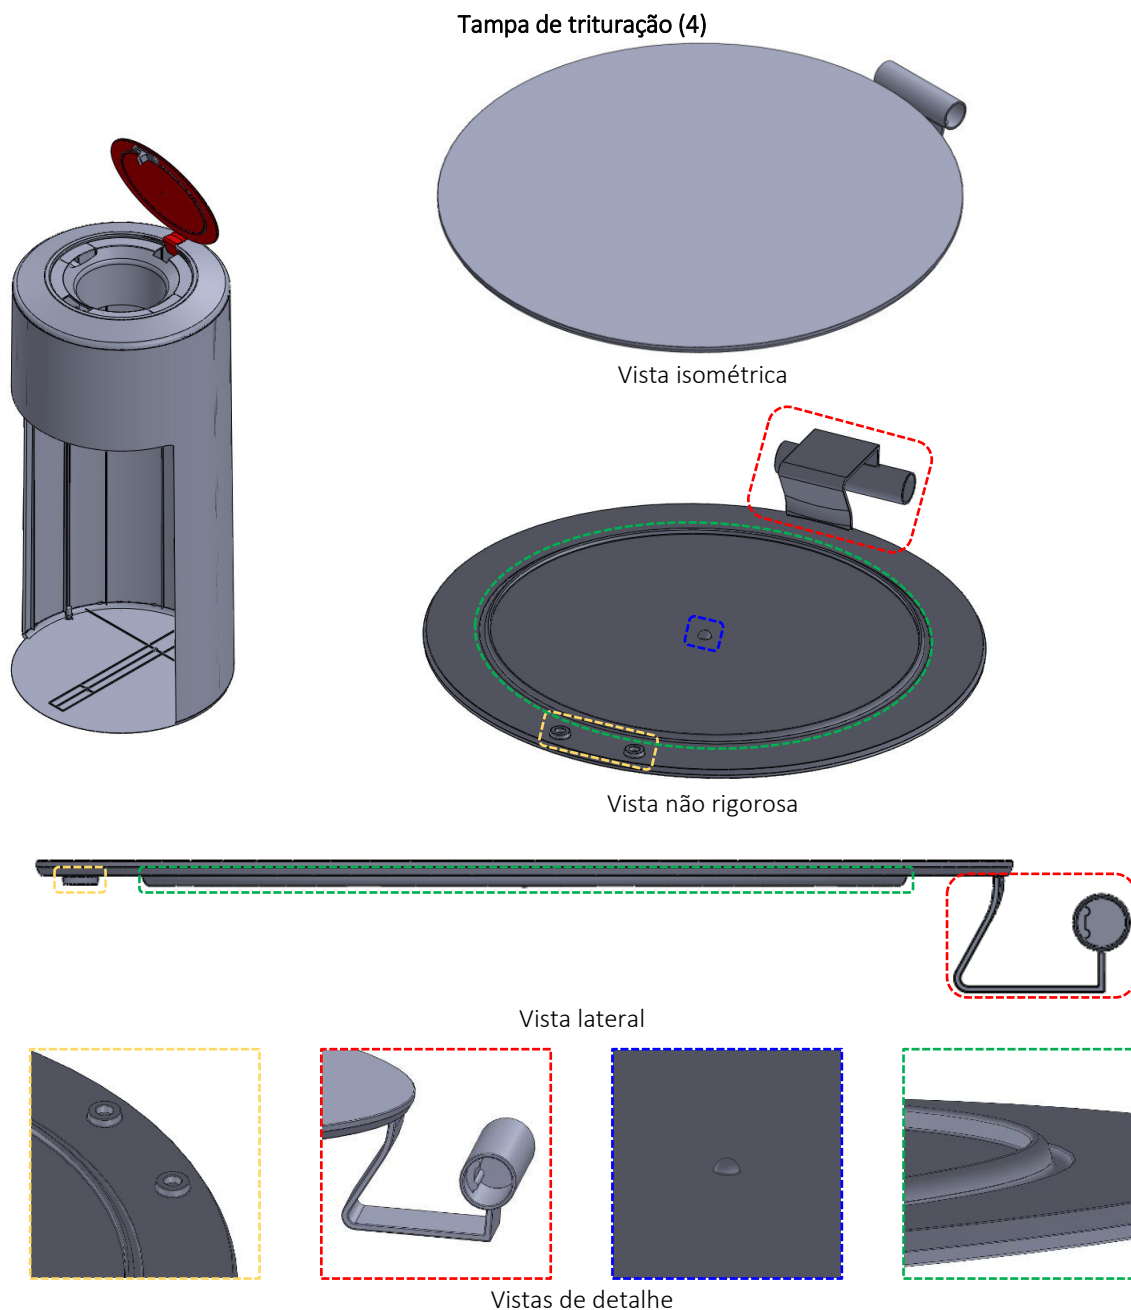 Tampa de trituração (4)
Vista isométrica
Vista não rigorosa
Vista lateral
Vistas de detalhe